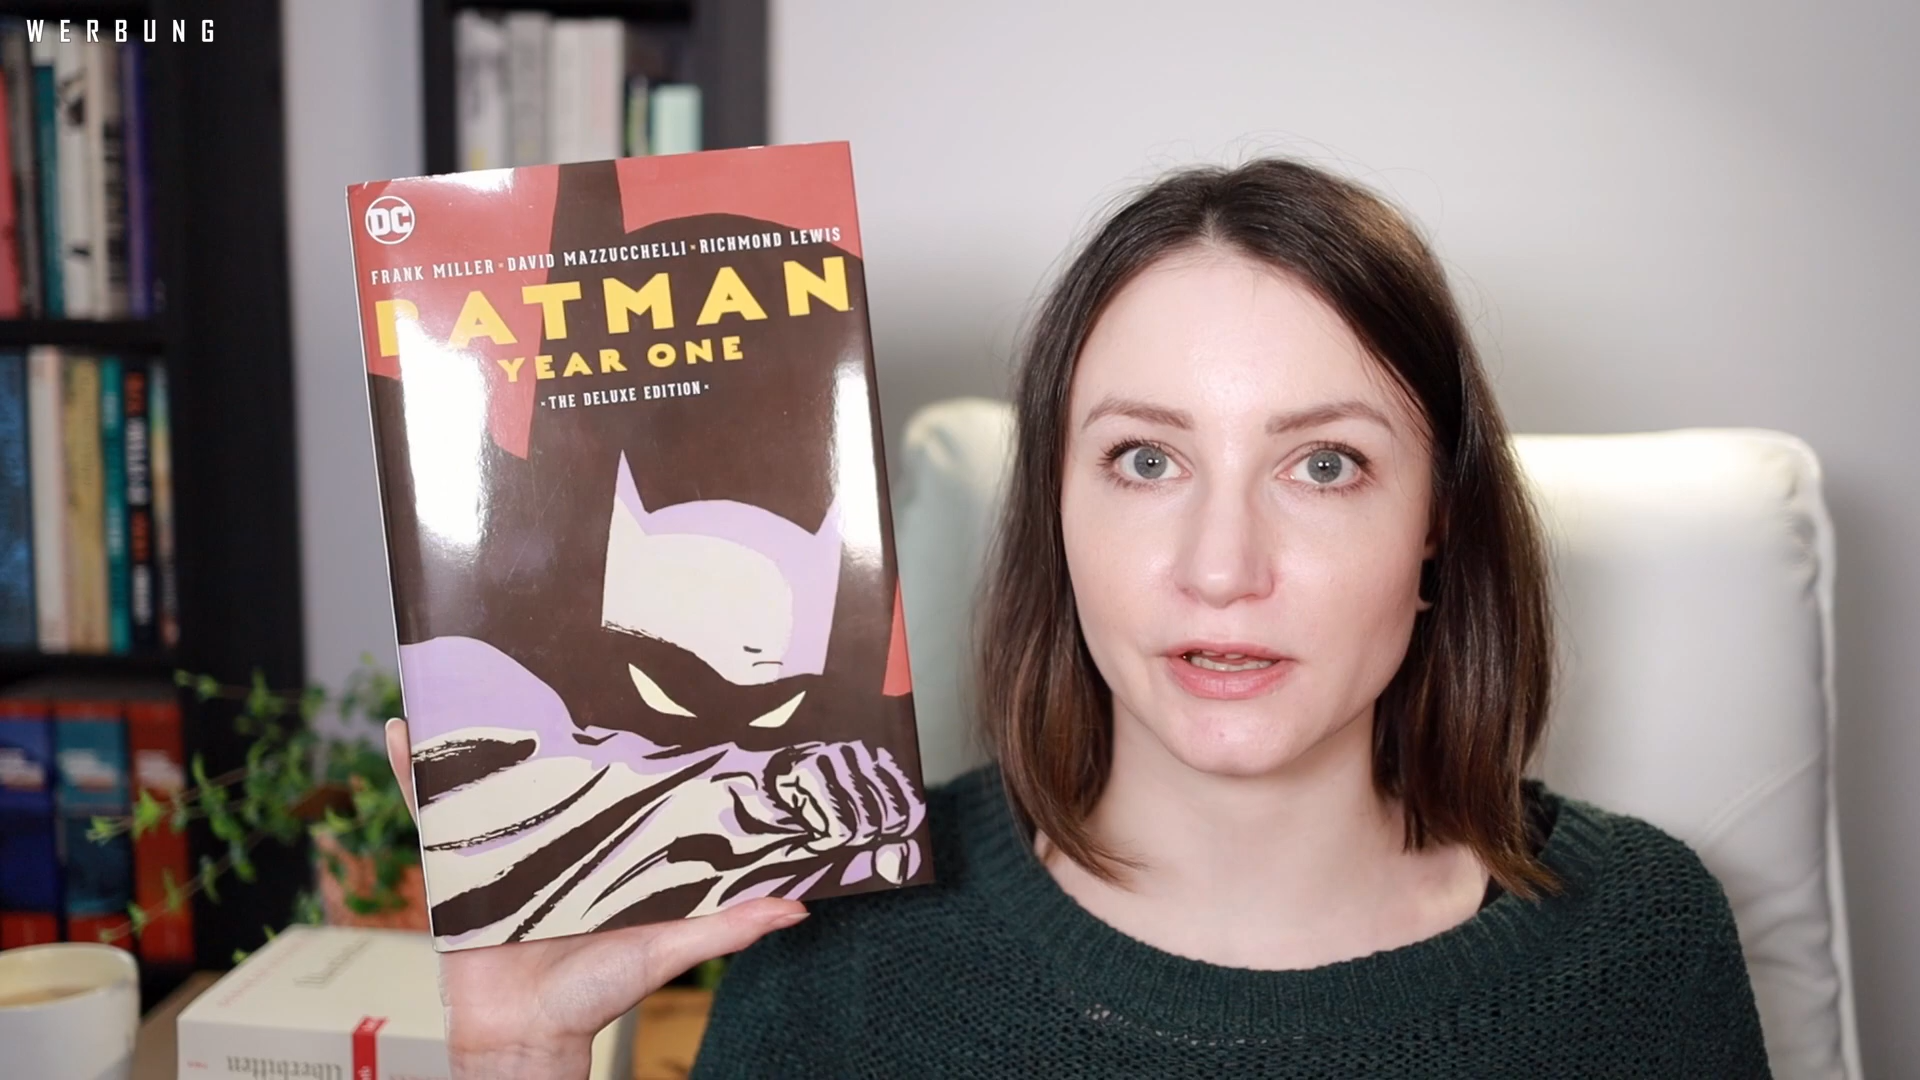 WERBUNG
DC
FRANK MILLER · DAVID MAZZUCCHELLI · RICHMOND LEWIS
BATMAN
YEAR ONE
· THE DELUXE EDITION ·